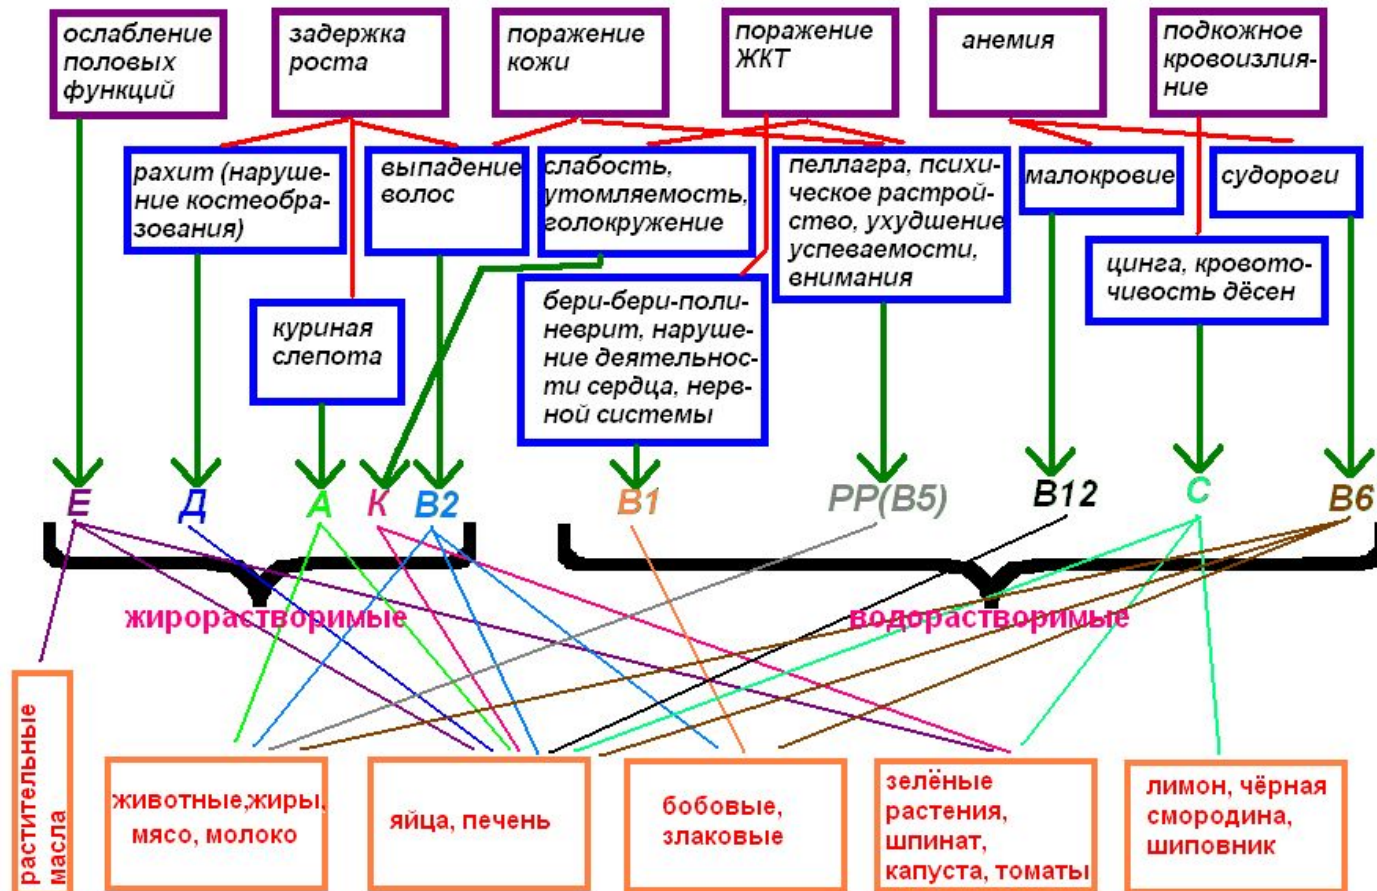 ослабление
половых
функций
задержка
роста
поражение
кожи
поражение
ЖКТ
анемия
подкожное
кровоизлия-
ние
рахит (наруше-
ние костеобра-
зования)
выпадение
волос
слабость,
утомляемость,
голокружение
пеллагра, психи-
ческое растрой-
ство, ухудшение
успеваемости,
внимания
малокровие
судороги
куриная
слепота
бери-бери-поли-
неврит, наруше-
ние деятельнос-
ти сердца, нерв-
ной системы
цинга, кровото-
чивость дёсен
Е
Д
А
К
В2
В1
РР(В5)
В12
С
В6
жирорастворимые
водорастворимые
растительные
масла
животные,жиры,
мясо, молоко
яйца, печень
бобовые,
злаковые
зелёные
растения,
шпинат,
капуста, томаты
лимон, чёрная
смородина,
шиповник